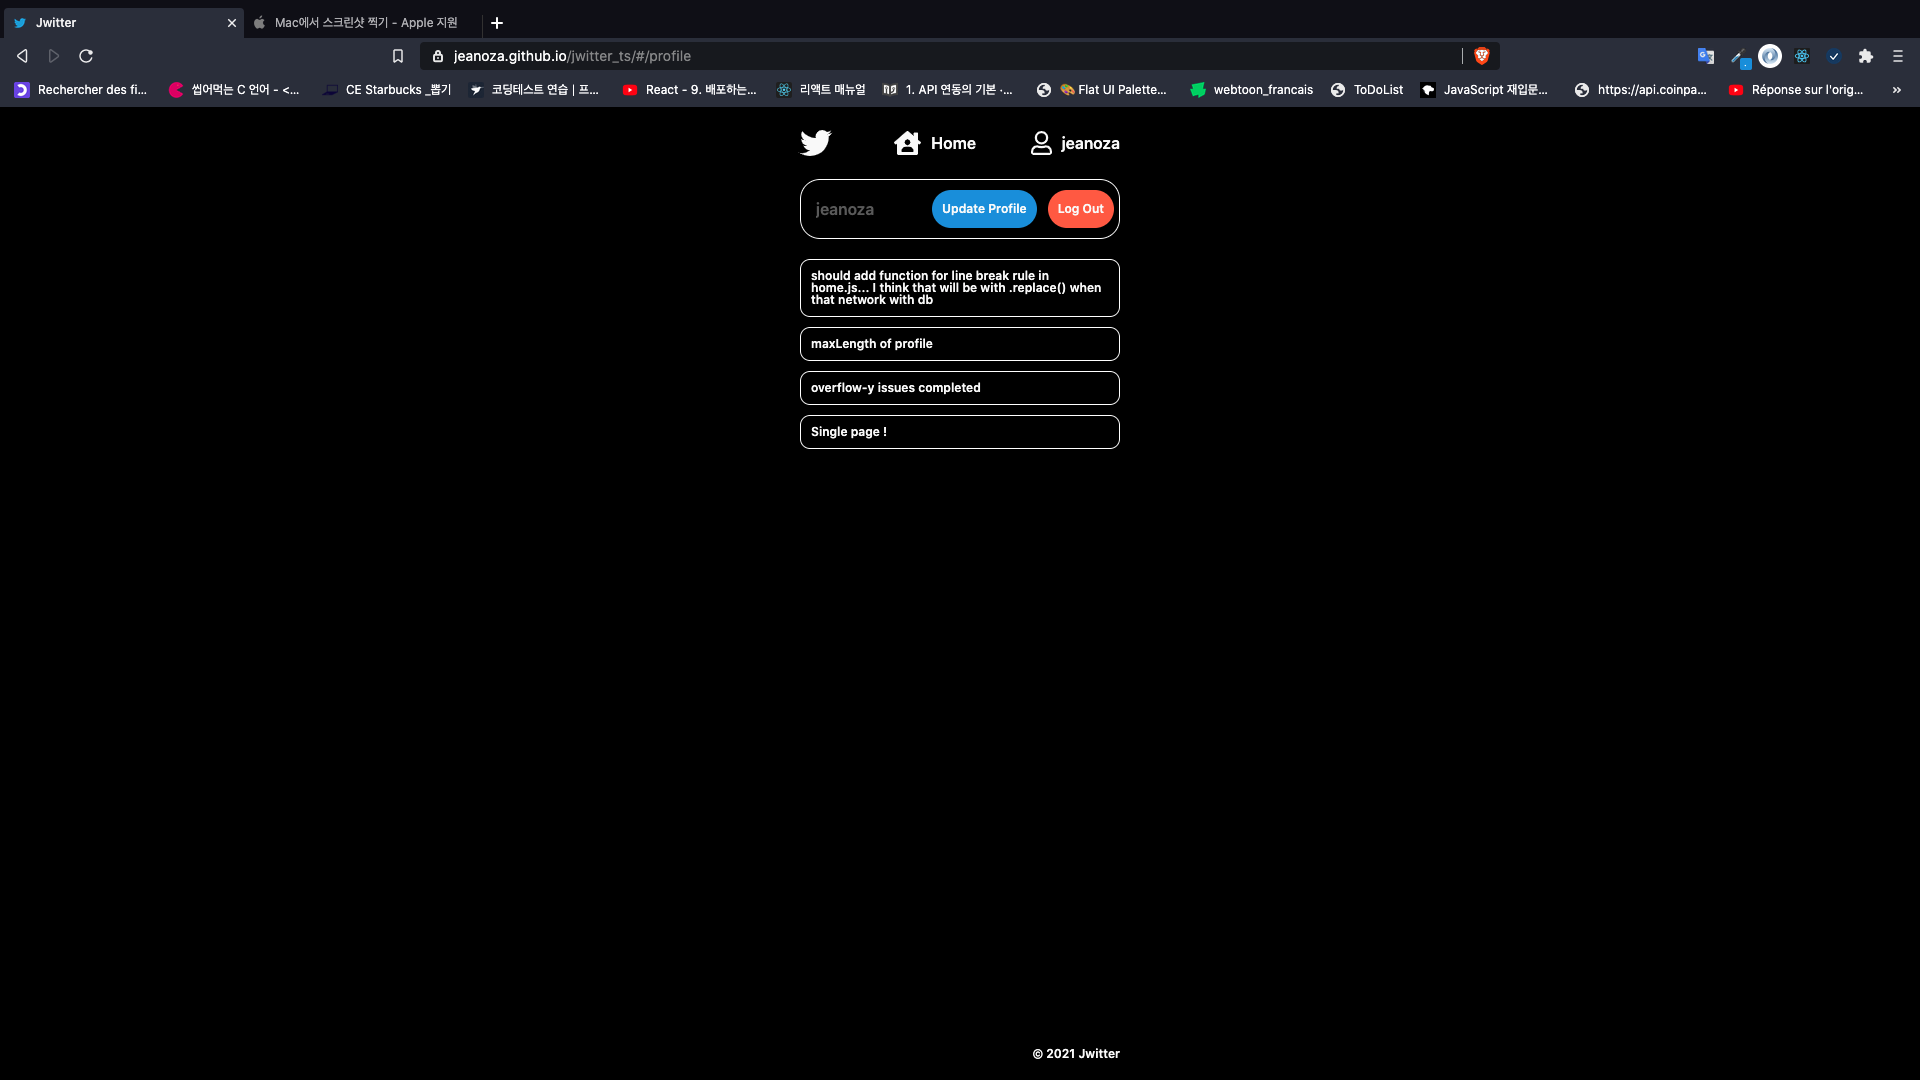 Jwitter
Mac에서 스크린샷 찍기 - Apple 지원
jeanoza.github.io/jwitter_ts/#/profile
Rechercher des fi...
씹어먹는 C 언어 - <...
CE Starbucks _뽑기
코딩테스트 연습 | 프...
React - 9. 배포하는...
리액트 매뉴얼
1. API 연동의 기본 ·...
🎨 Flat UI Palette...
webtoon_francais
ToDoList
JavaScript 재입문...
https://api.coinpa...
Réponse sur l'orig...
»
Home
jeanoza
jeanoza
Update Profile
Log Out
should add function for line break rule in
home.js... I think that will be with .replace() when
that network with db
maxLength of profile
overflow-y issues completed
Single page !
© 2021 Jwitter